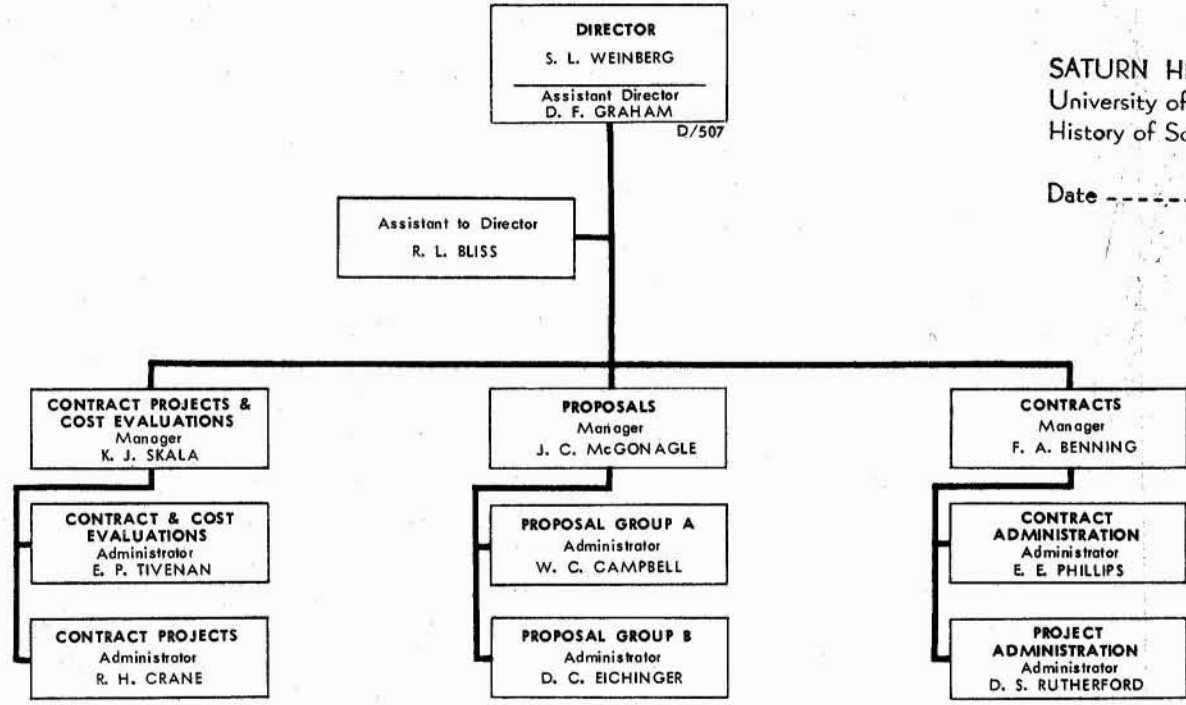 DIRECTOR
S. L. WEINBERG
Assistant Director
D. F. GRAHAM
D/507
SATURN
University of
History of
Date
Assistant to Director
R. L. BLISS
CONTRACT PROJECTS &
COST EVALUATIONS
Manager
K. J. SKALA
CONTRACT & COST
EVALUATIONS
Administrator
E. P. TIVENAN
CONTRACT PROJECTS
Administrator
R. H. CRANE
PROPOSALS
Manager
J. C. McGONAGLE
PROPOSAL GROUP A
Administrator
W. C. CAMPBELL
PROPOSAL GROUP B
Administrator
D. C. EICHINGER
CONTRACTS
Manager
F. A. BENNING
CONTRACT
ADMINISTRATION
Administrator
E. E. PHILLIPS
PROJECT
ADMINISTRATION
Administrator
D. S. RUTHERFORD